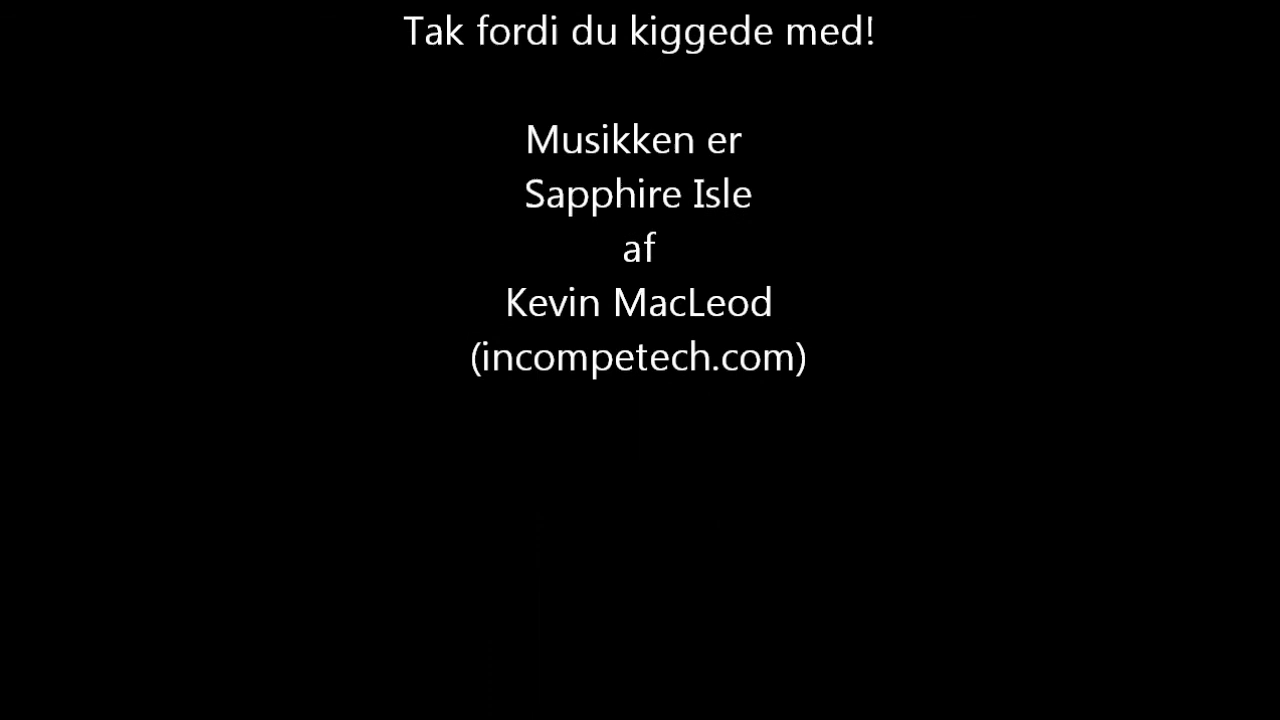 Tak fordi du kiggede med!
Musikken er
Sapphire Isle
af
Kevin MacLeod
(incompetech.com)